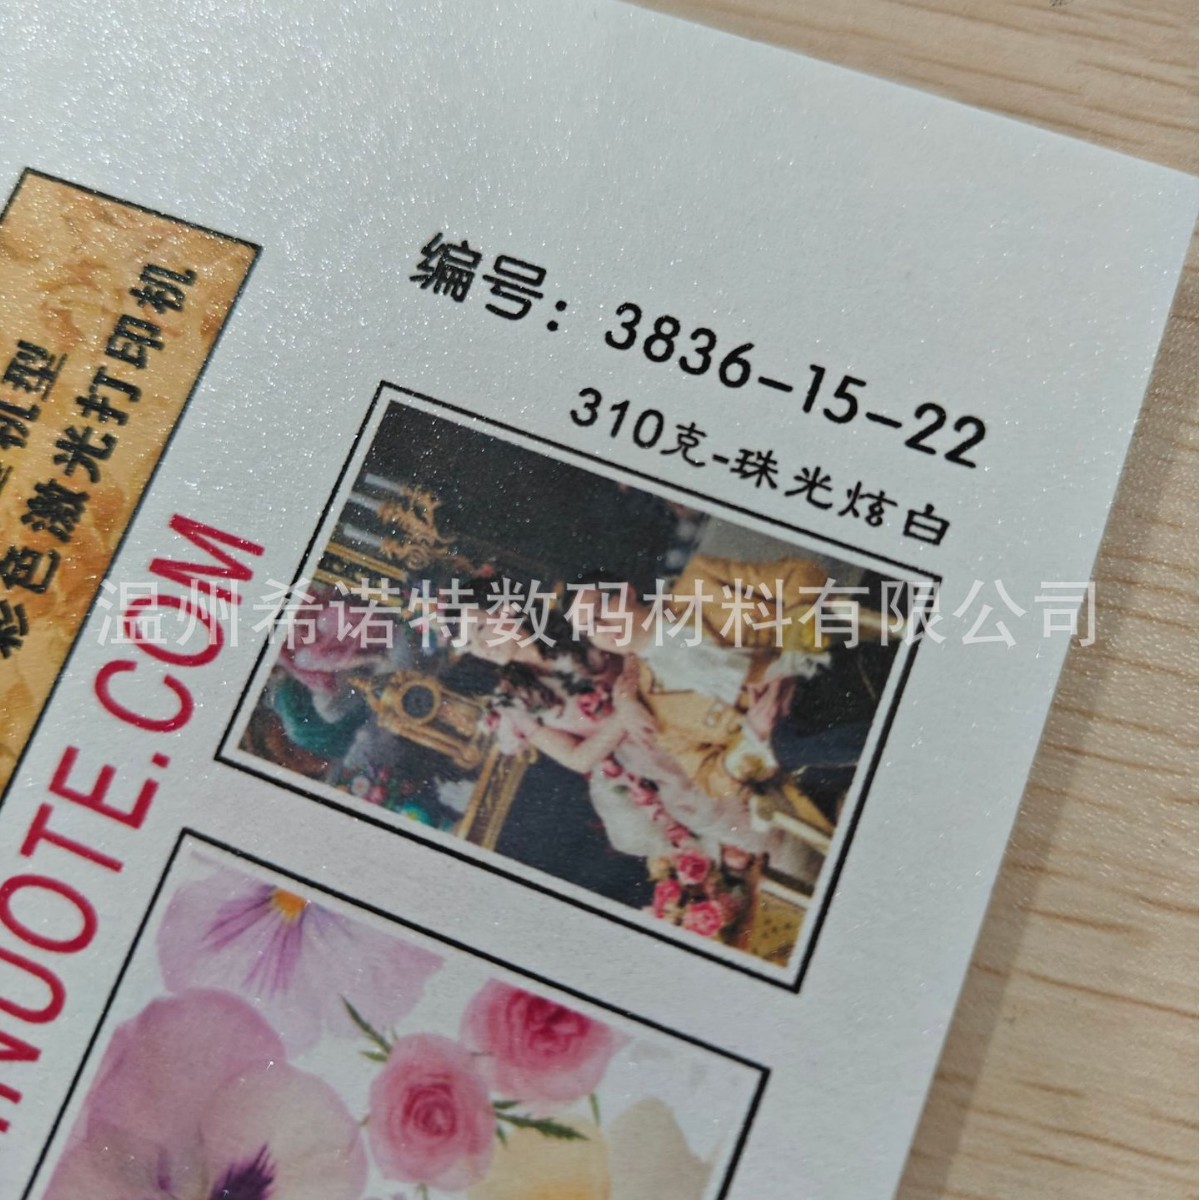 编号：3836-15-22
310克-珠光炫白
机型
彩色激光打印机
温州希诺特数码材料有限公司
INUOTE.COM